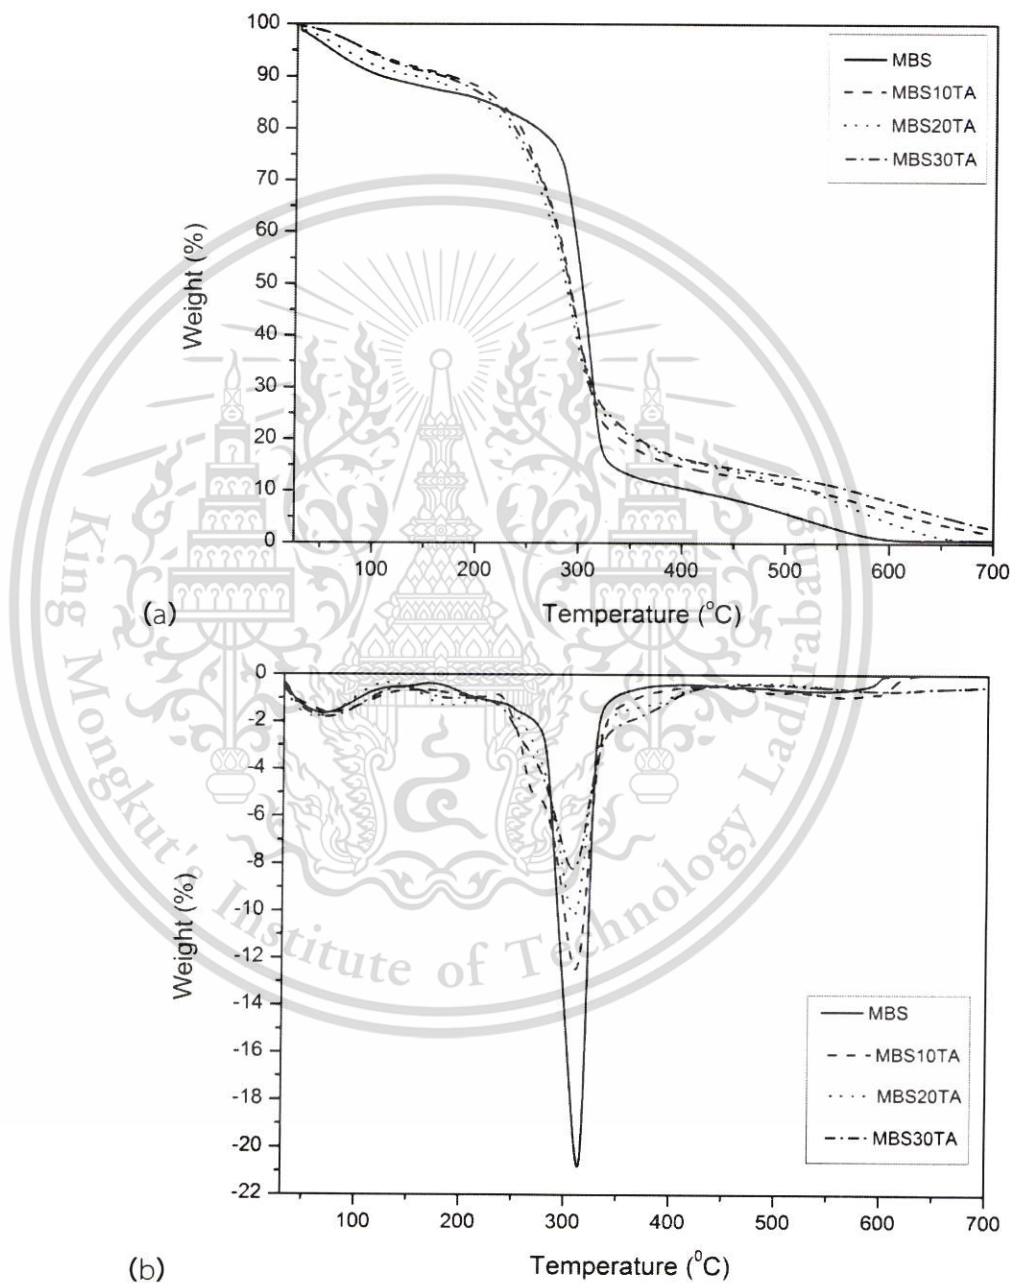 100
90
80
70
60
50
40
30
20
10
0
Weight (%)
MBS
MBS10TA
MBS20TA
MBS30TA
100 200 300 400 500 600 700
(a)
Temperature (°C)
0
-2
-4
-6
-8
-10
-12
-14
-16
-18
-20
-22
Weight (%)
MBS
MBS10TA
MBS20TA
MBS30TA
100 200 300 400 500 600 700
(b)
Temperature (°C)
King Mongkut's Institute of Technology Ladkrabang